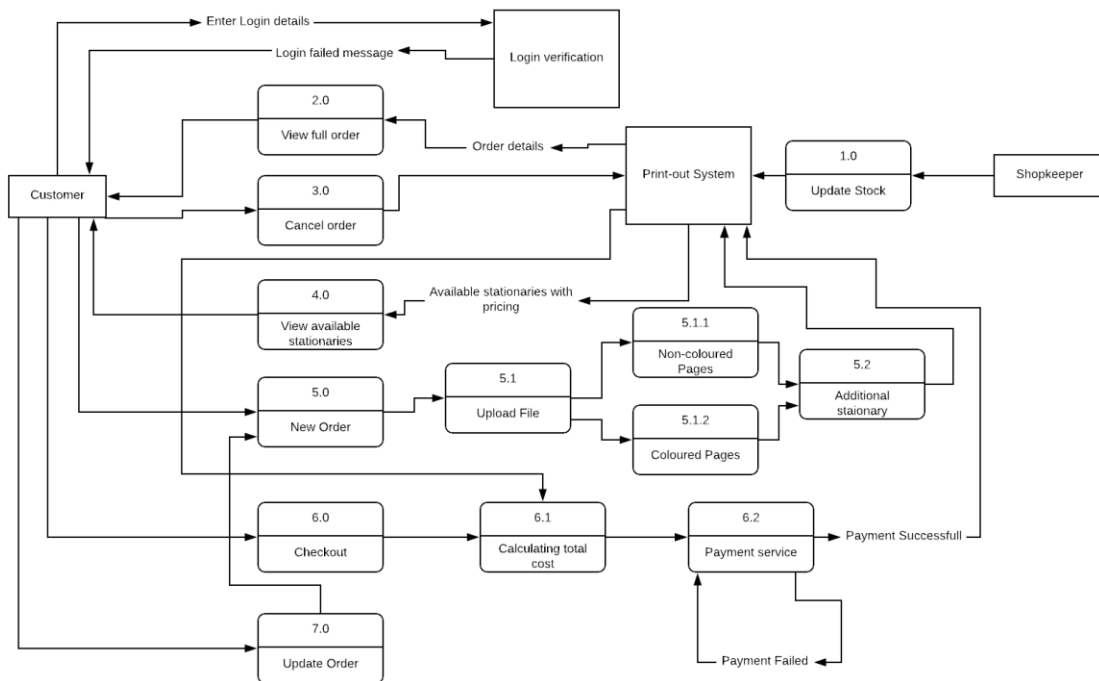 Enter Login details
Login failed message
Login verification
2.0
View full order
Order details
Print-out System
1.0
Update Stock
Shopkeeper
Customer
3.0
Cancel order
4.0
View available
stationaries
Available stationaries with
pricing
5.0
New Order
5.1
Upload File
5.1.1
Non-coloured
Pages
5.1.2
Coloured Pages
5.2
Additional
staionary
6.0
Checkout
6.1
Calculating total
cost
6.2
Payment service
Payment Successfull
Payment Failed
7.0
Update Order